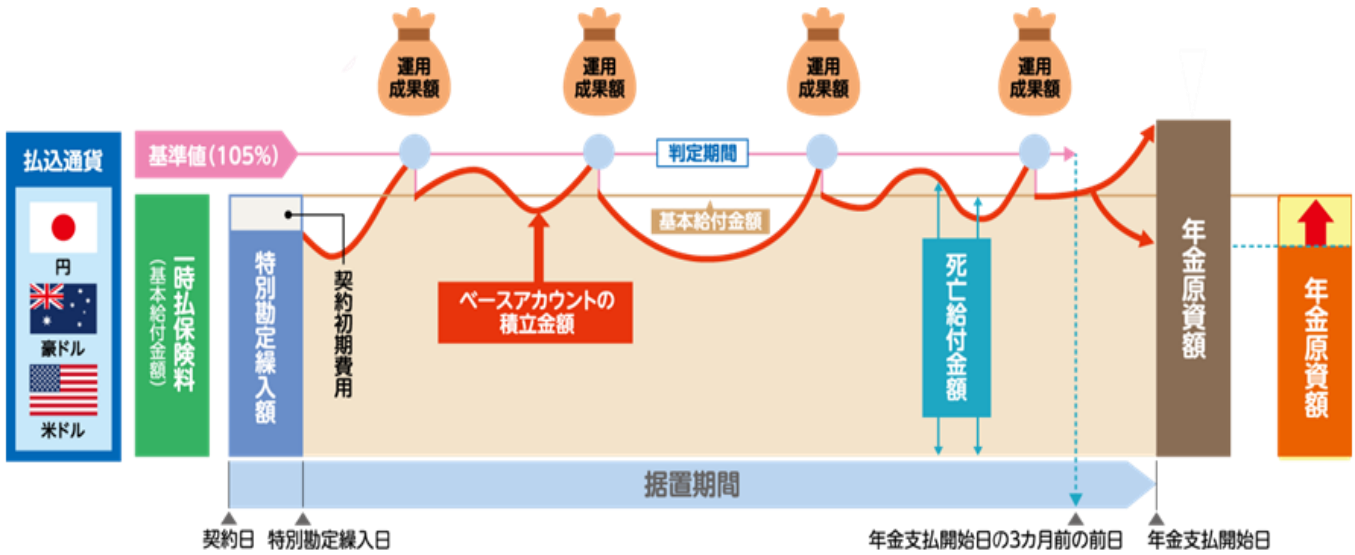 運用
成果額
運用
成果額
運用
成果額
運用
成果額
払込通貨
円
豪ドル
米ドル
基準値(105%)
判定期間
一時払保険料
(基本給付金額)
特別勘定繰入額
契約初期費用
基本給付金額
ベースアカウントの
積立金額
死亡給付金額
年金原資額
年金原資額
据置期間
契約日
特別勘定繰入日
年金支払開始日の3カ月前の前日
年金支払開始日